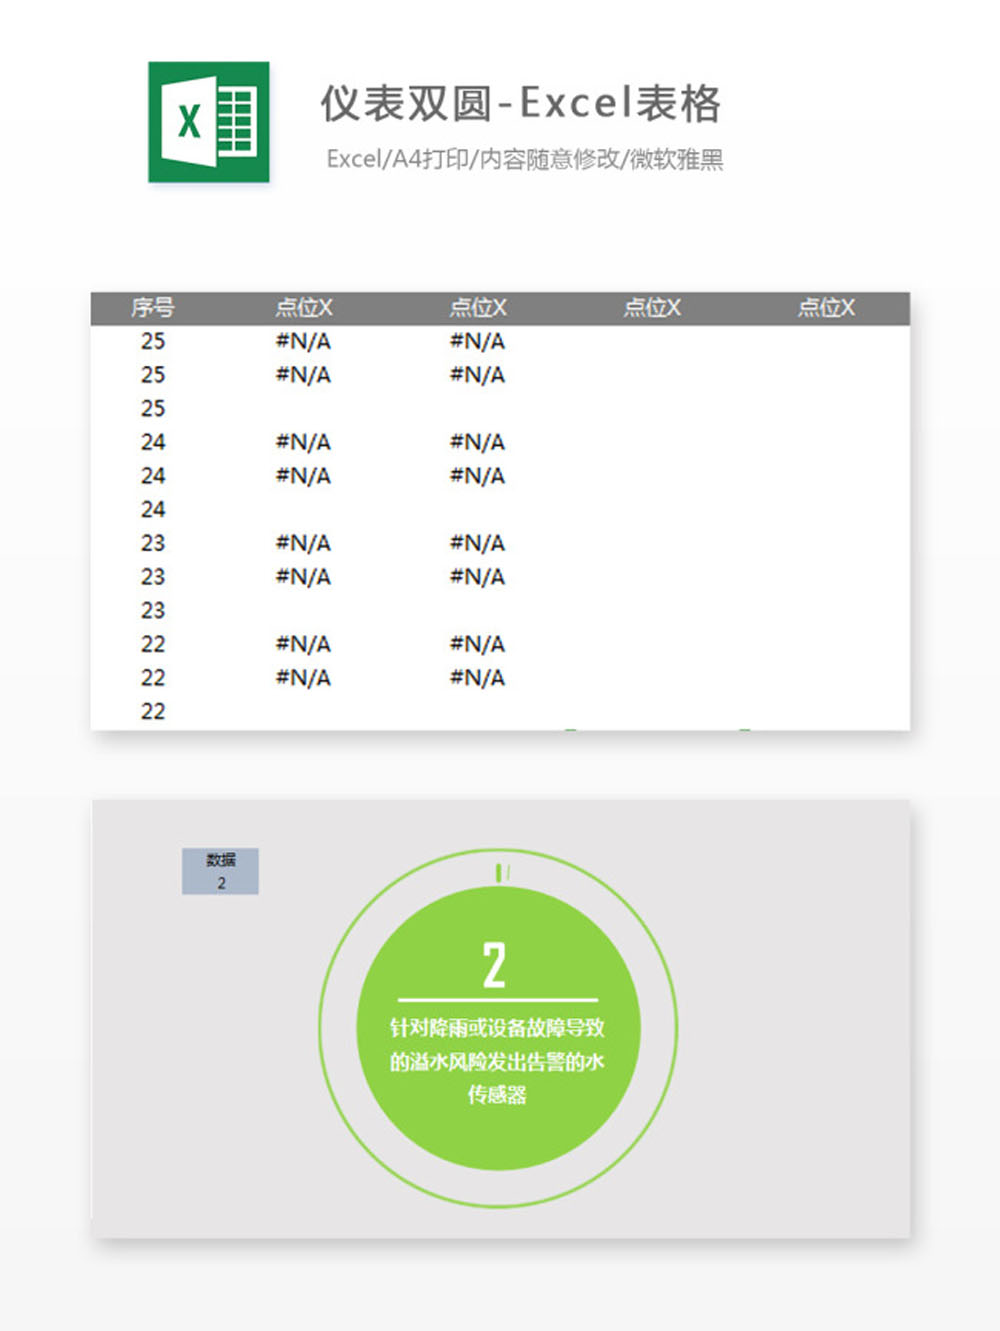 X
仪表双圆-Excel表格
Excel/A4打印/内容随意修改/微软雅黑
序号 点位X 点位X 点位X 点位X
25 #N/A #N/A
25 #N/A #N/A
25
24 #N/A #N/A
24 #N/A #N/A
24
23 #N/A #N/A
23 #N/A #N/A
23
22 #N/A #N/A
22 #N/A #N/A
22
数据
2
2
针对降雨或设备故障导致
的溢水风险发出告警的水
传感器